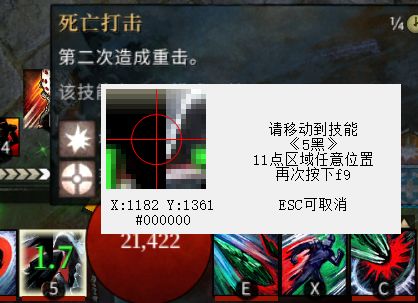 死亡打击
1/4
第二次造成重击。
该技能
4
请移动到技能
《5黑》
11点区域任意位置
再次按下f9
ESC可取消
X:1182 Y:1361
#000000
21,422
1.7
5
E
X
C